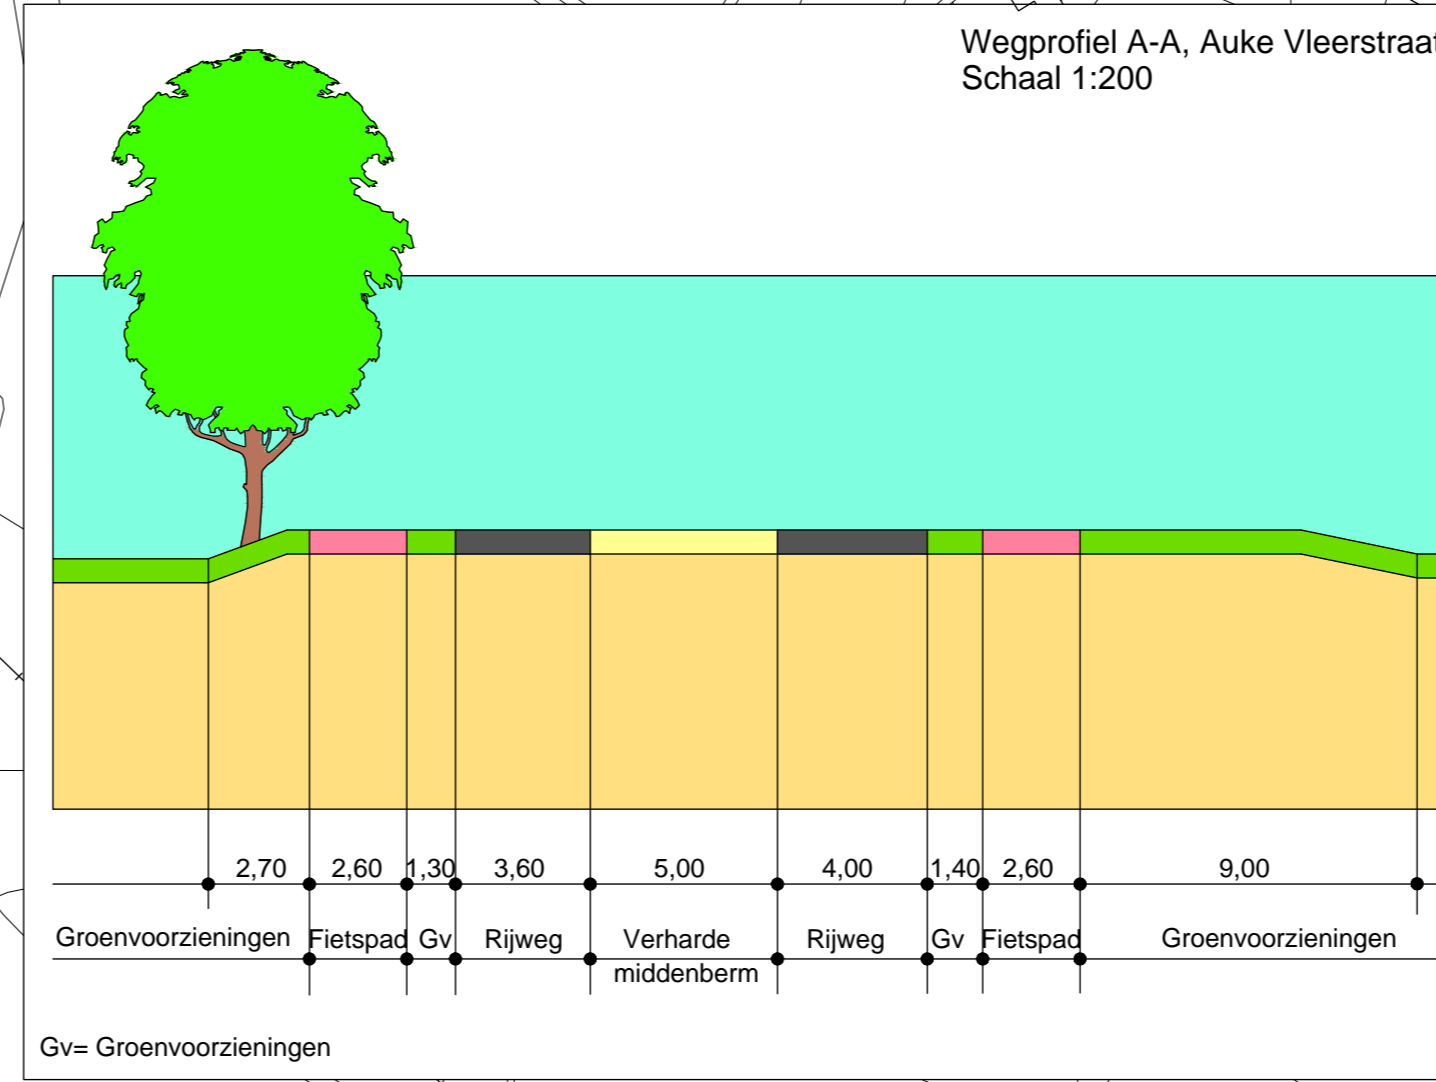 Wegprofiel A-A, Auke Vleerstraat
Schaal 1:200
2,70 2,60 1,30 3,60 5,00 4,00 1,40 2,60 9,00
Groenvoorzieningen Fietspad Gv Rijweg Verharde Rijweg Gv Fietspad Groenvoorzieningen
middenberm
Gv= Groenvoorzieningen